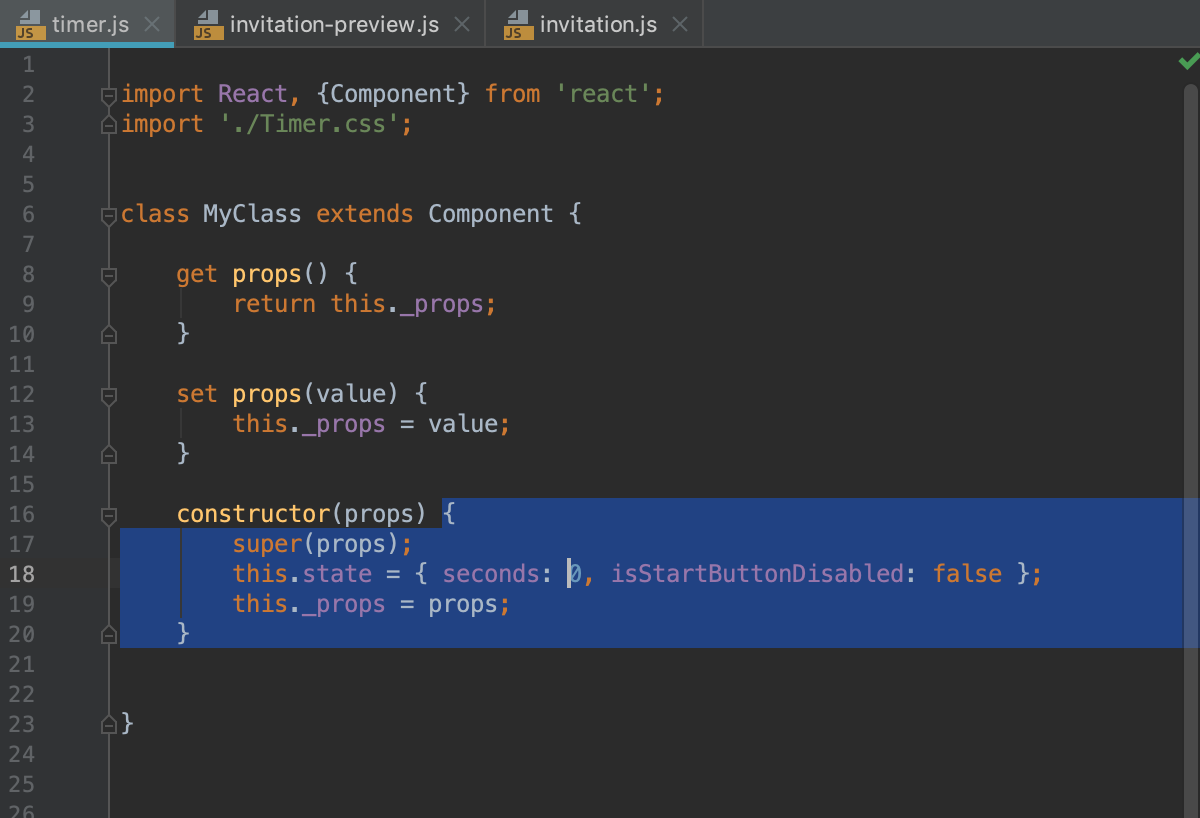 timer.js invitation-preview.js invitation.js
1
2 import React, {Component} from 'react';
3 import './Timer.css';
4
5
6 class MyClass extends Component {
7
8 get props() {
9 return this._props;
10 }
11
12 set props(value) {
13 this._props = value;
14 }
15
16 constructor(props) {
17 super(props);
18 this.state = { seconds: 0, isStartButtonDisabled: false };
19 this._props = props;
20 }
21
22
23 }
24
25
26